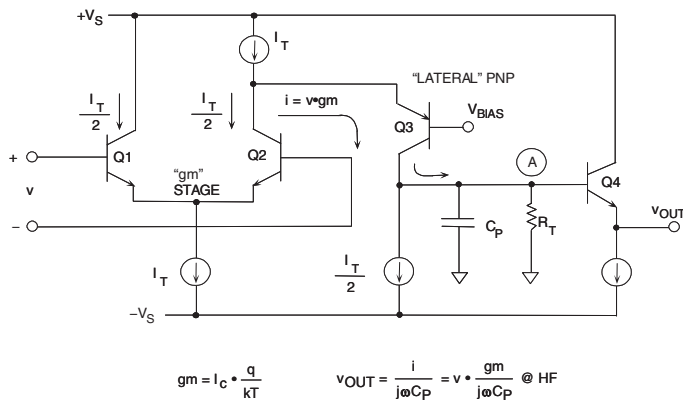 +VS
IT
"LATERAL" PNP
IT
2
IT
2
i = v•gm
Q3
VBIAS
+
Q1
Q2
A
Q4
v
"gm"
STAGE
vOUT
–
CP
RT
IT
IT
2
–VS
gm = Ic • q
kT
vOUT = i
jωCP
= v • gm
jωCP
@ HF